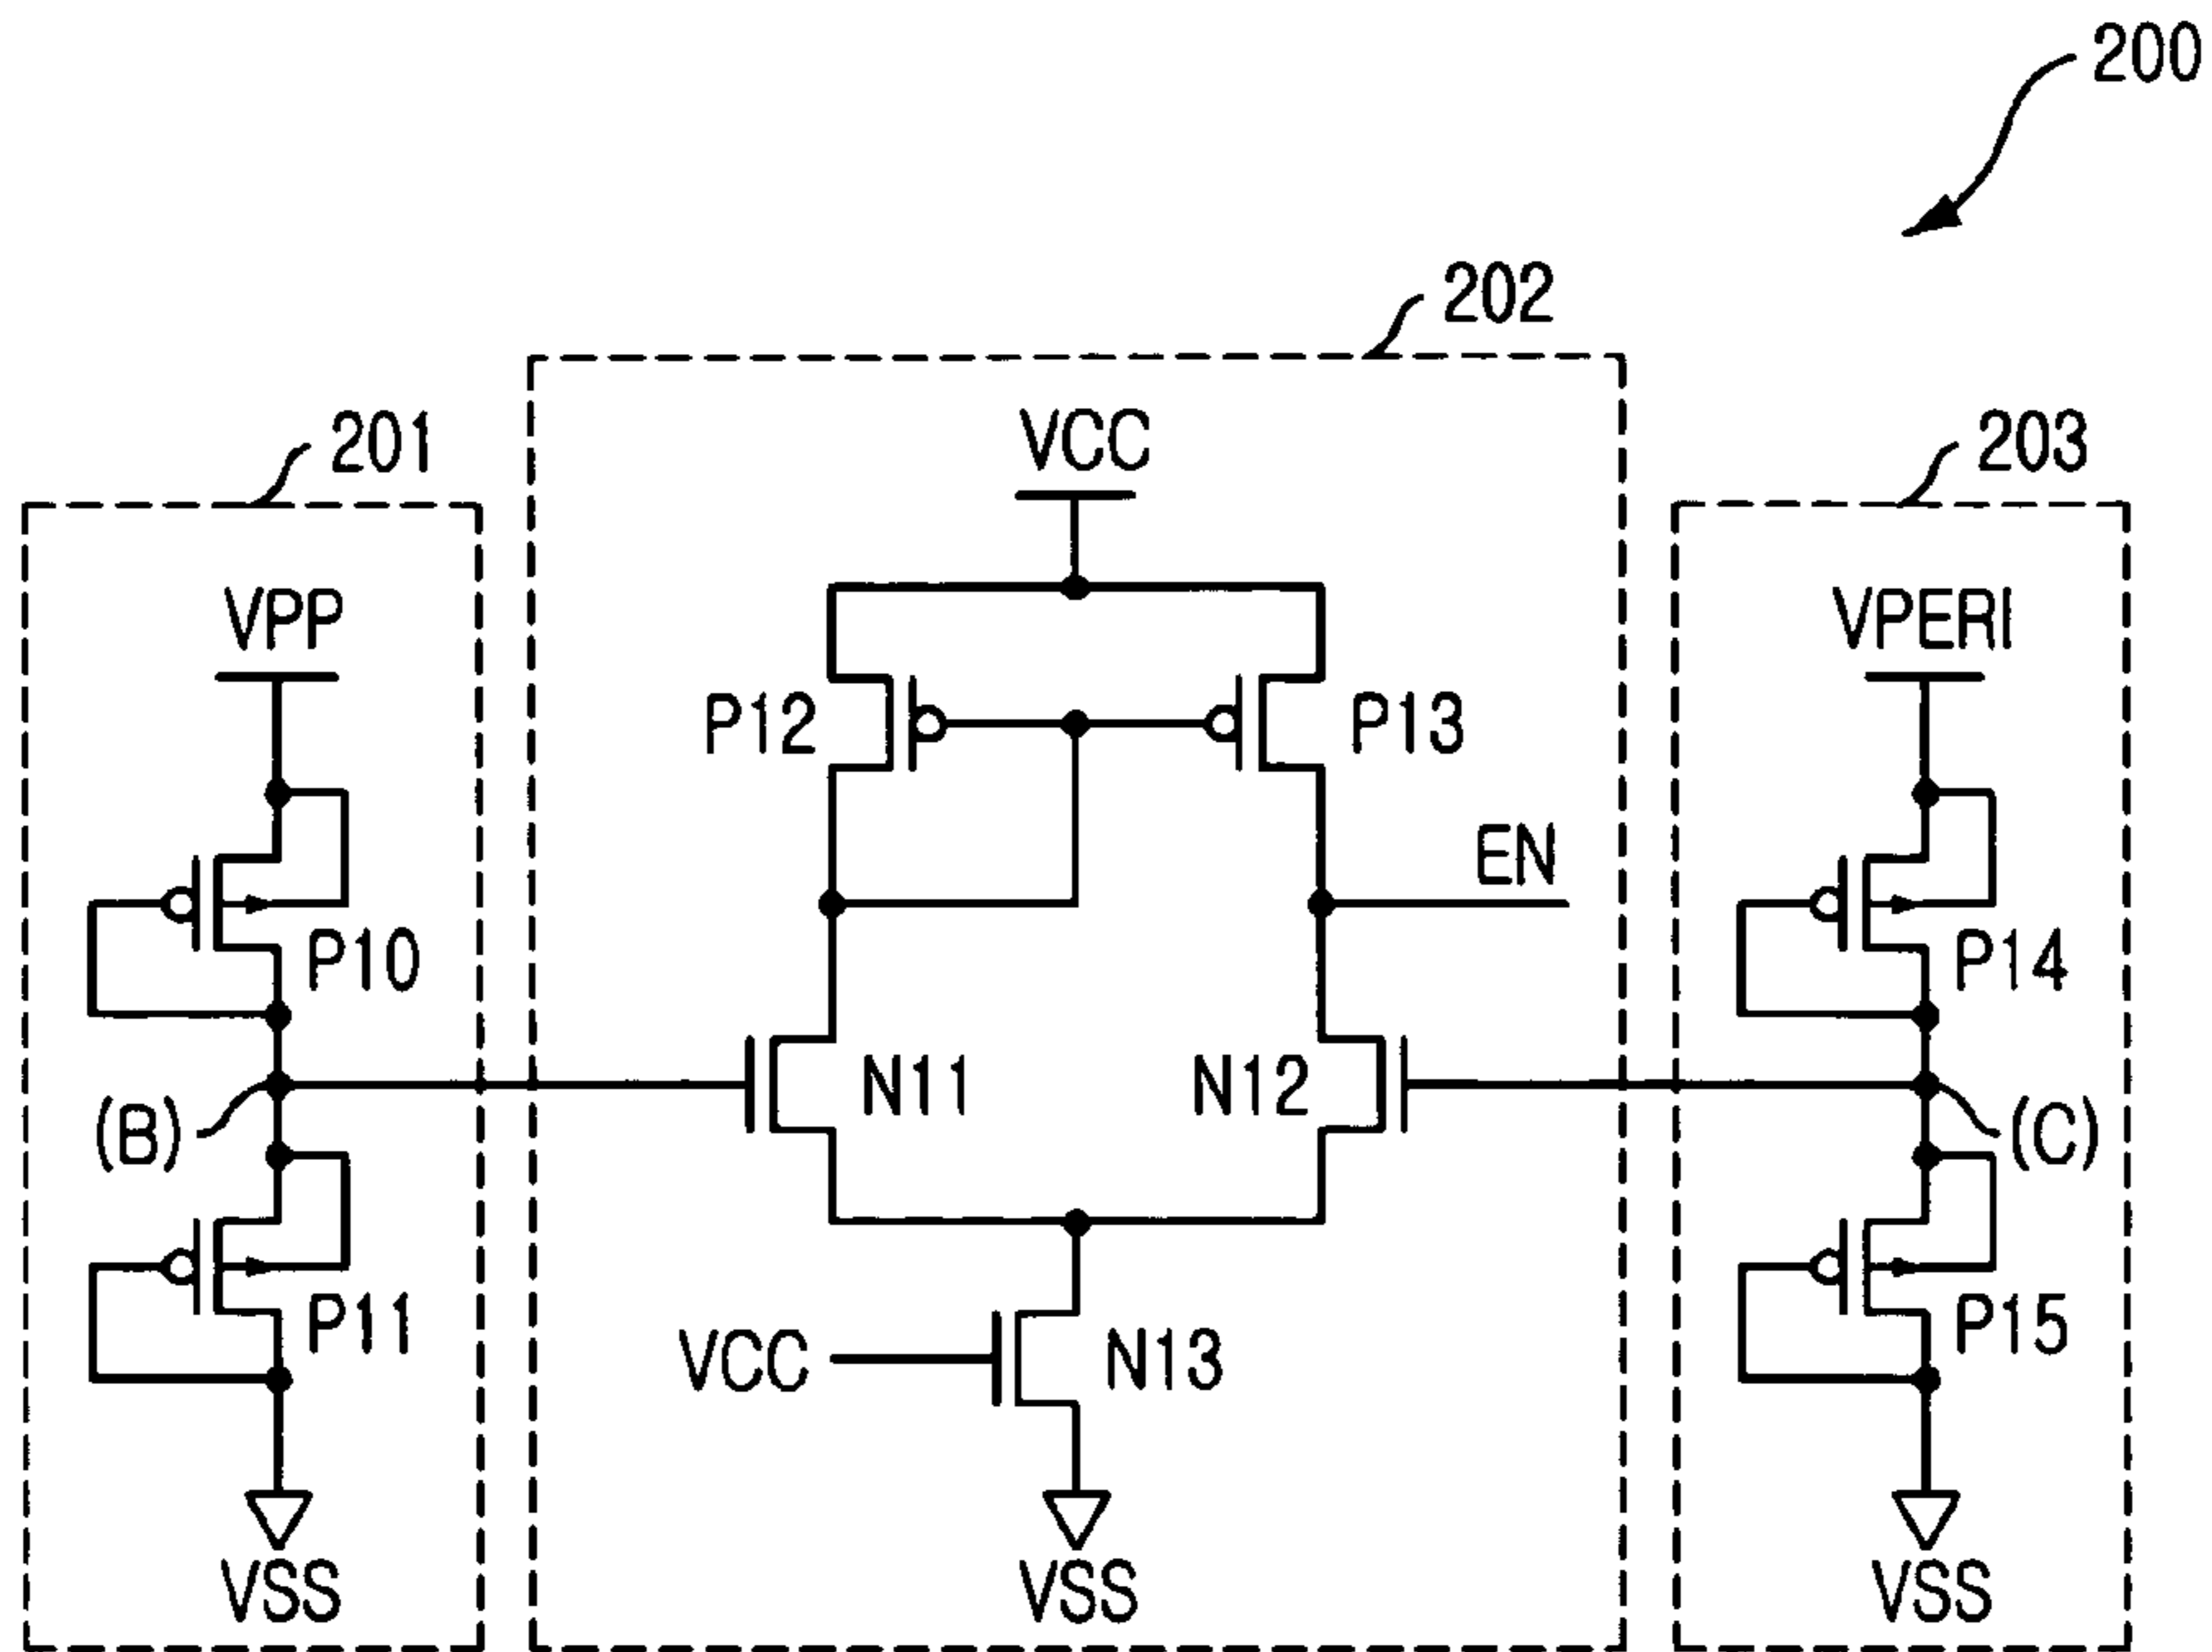 200
202
201
VCC
203
VPP
VPERI
P12
P13
EN
P10
P14
N11
N12
(B)
(C)
P11
P15
VCC
N13
VSS
VSS
VSS